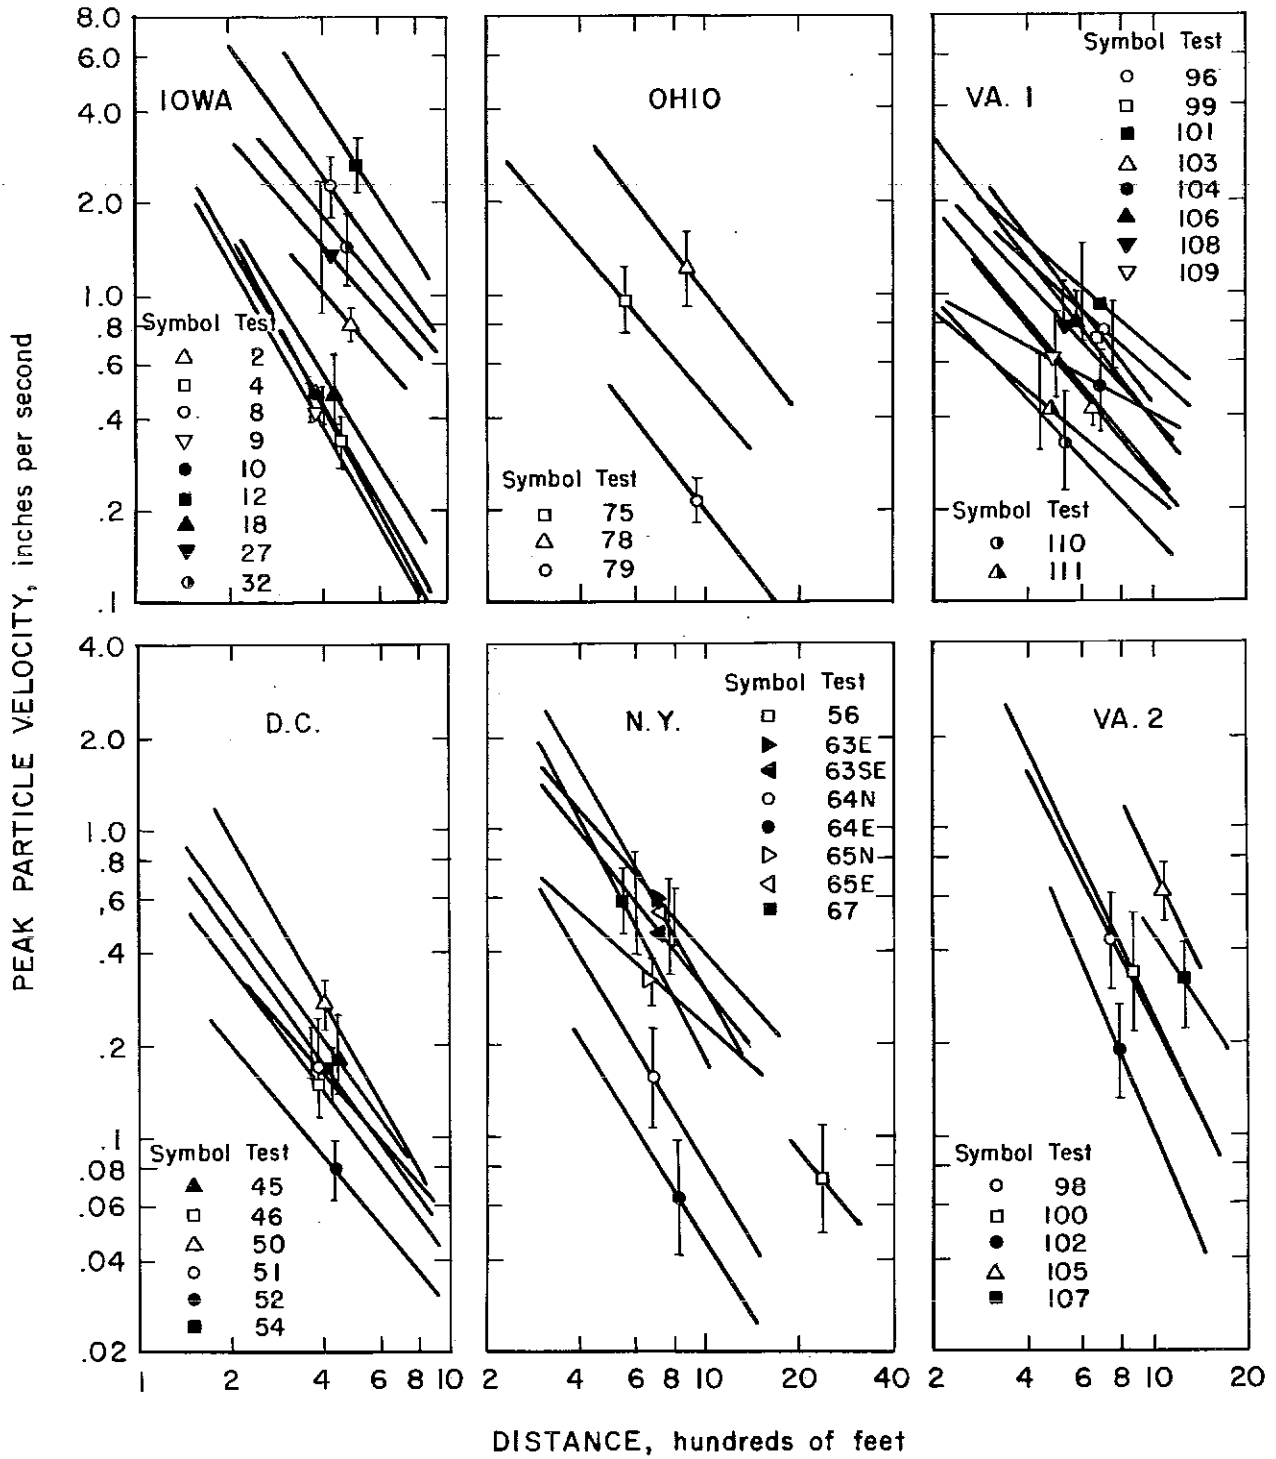 PEAK PARTICLE VELOCITY, inches per second
8.0
6.0
4.0
2.0
1.0
.8
.6
.4
.2
.1
IOWA
Symbol Test
2
4
8
9
10
12
18
27
32
OHIO
Symbol Test
75
78
79
VA. 1
Symbol Test
96
99
101
103
104
106
108
109
Symbol Test
110
111
4.0
2.0
1.0
.8
.6
.4
.2
.1
.08
.06
.04
.02
D.C.
Symbol Test
45
46
50
51
52
54
1 2 4 6 8 10
N.Y.
Symbol Test
56
63E
63SE
64N
64E
65N
65E
67
2 4 6 8 10 20 40
VA. 2
Symbol Test
98
100
102
105
107
2 4 6 8 10 20
DISTANCE, hundreds of feet